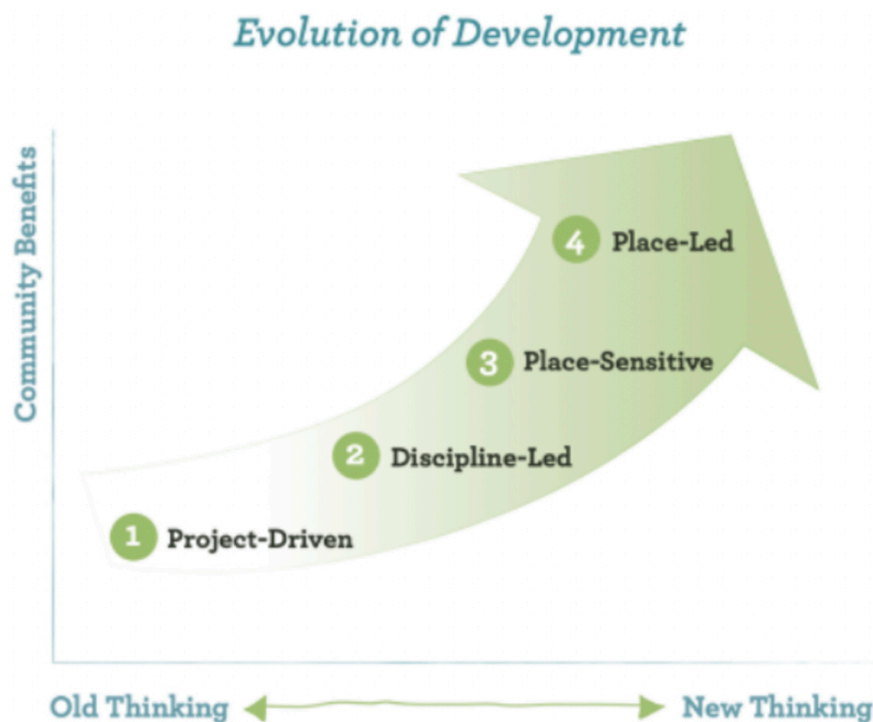 Evolution of Development
Community Benefits
4 Place-Led
3 Place-Sensitive
2 Discipline-Led
1 Project-Driven
Old Thinking New Thinking